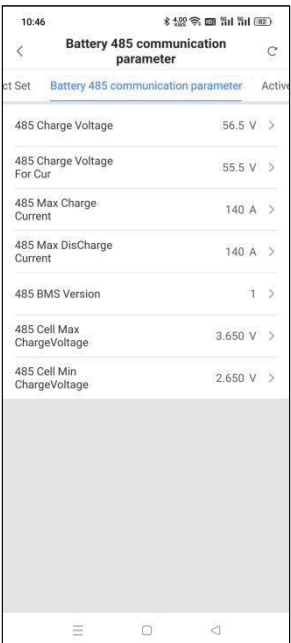 10:46
4.00 KB/S HD 82
Battery 485 communication
parameter
ct Set Battery 485 communication parameter Active
485 Charge Voltage 56.5 V
485 Charge Voltage
For Cur
55.5 V
485 Max Charge
Current
140 A
485 Max DisCharge
Current
140 A
485 BMS Version 1
485 Cell Max
ChargeVoltage
3.650 V
485 Cell Min
ChargeVoltage
2.650 V